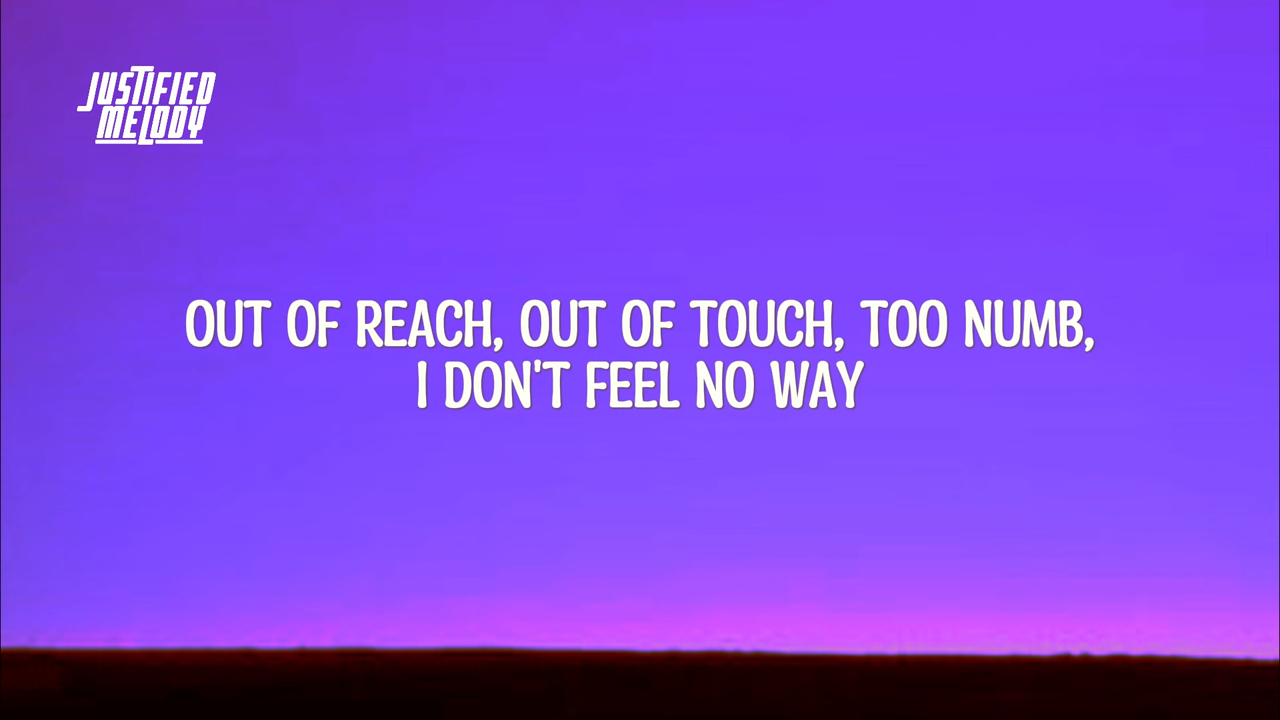 JUSTIFIED
MELODY
OUT OF REACH, OUT OF TOUCH, TOO NUMB,
I DON'T FEEL NO WAY